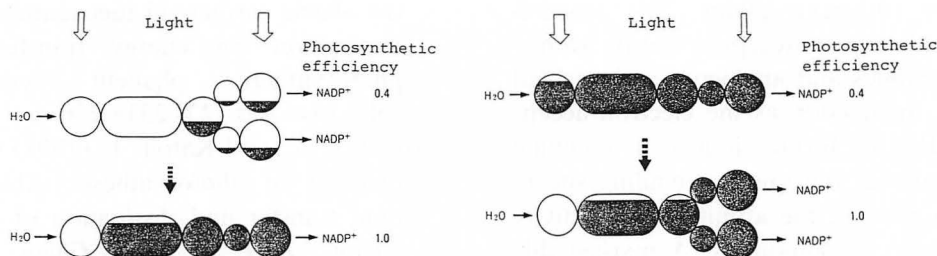 Light
Photosynthetic
efficiency
NADP⁺ 0.4
H₂O
NADP⁺
H₂O
NADP⁺ 1.0
Light
Photosynthetic
efficiency
H₂O
NADP⁺ 0.4
NADP⁺
H₂O
1.0
NADP⁺